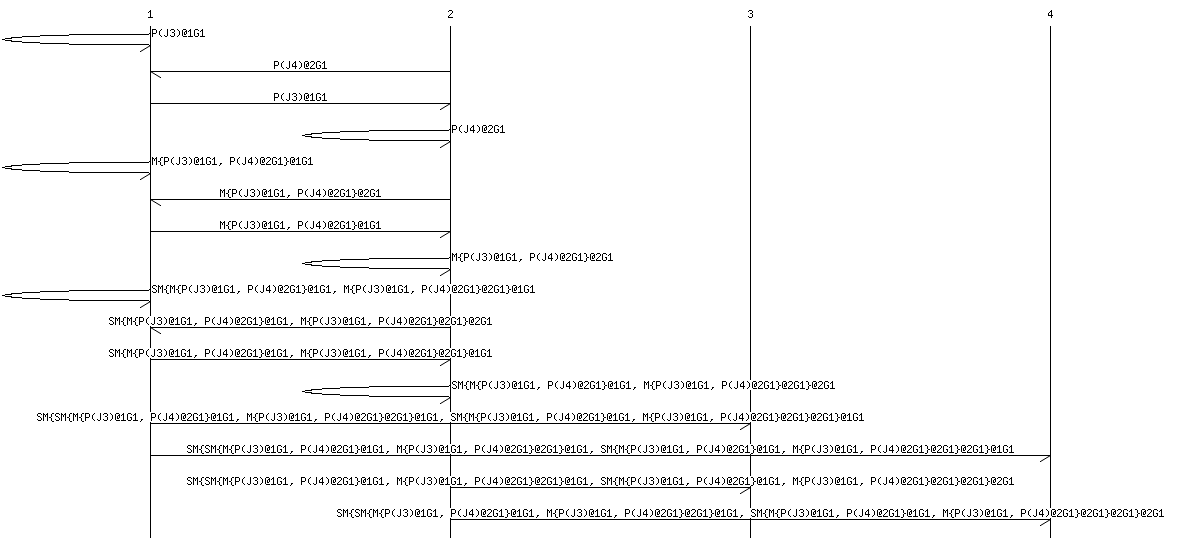 1 2 3 4
P(J3)@1G1
P(J4)@2G1
P(J3)@1G1
P(J4)@2G1
M{P(J3)@1G1, P(J4)@2G1}@1G1
M{P(J3)@1G1, P(J4)@2G1}@2G1
M{P(J3)@1G1, P(J4)@2G1}@1G1
M{P(J3)@1G1, P(J4)@2G1}@2G1
SM{M{P(J3)@1G1, P(J4)@2G1}@1G1, M{P(J3)@1G1, P(J4)@2G1}@2G1}@1G1
SM{M{P(J3)@1G1, P(J4)@2G1}@1G1, M{P(J3)@1G1, P(J4)@2G1}@2G1}@2G1
SM{M{P(J3)@1G1, P(J4)@2G1}@1G1, M{P(J3)@1G1, P(J4)@2G1}@2G1}@1G1
SM{M{P(J3)@1G1, P(J4)@2G1}@1G1, M{P(J3)@1G1, P(J4)@2G1}@2G1}@2G1
SM{SM{M{P(J3)@1G1, P(J4)@2G1}@1G1, M{P(J3)@1G1, P(J4)@2G1}@2G1}@1G1, SM{M{P(J3)@1G1, P(J4)@2G1}@1G1, M{P(J3)@1G1, P(J4)@2G1}@2G1}@2G1}@1G1
SM{SM{M{P(J3)@1G1, P(J4)@2G1}@1G1, M{P(J3)@1G1, P(J4)@2G1}@2G1}@1G1, SM{M{P(J3)@1G1, P(J4)@2G1}@1G1, M{P(J3)@1G1, P(J4)@2G1}@2G1}@2G1}@1G1
SM{SM{M{P(J3)@1G1, P(J4)@2G1}@1G1, M{P(J3)@1G1, P(J4)@2G1}@2G1}@1G1, SM{M{P(J3)@1G1, P(J4)@2G1}@1G1, M{P(J3)@1G1, P(J4)@2G1}@2G1}@2G1}@2G1
SM{SM{M{P(J3)@1G1, P(J4)@2G1}@1G1, M{P(J3)@1G1, P(J4)@2G1}@2G1}@1G1, SM{M{P(J3)@1G1, P(J4)@2G1}@1G1, M{P(J3)@1G1, P(J4)@2G1}@2G1}@2G1}@2G1